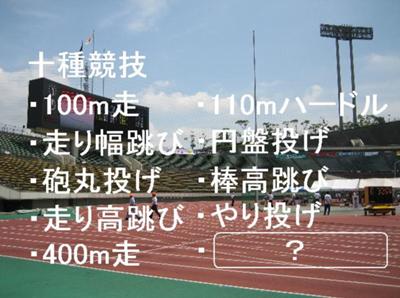 十種競技
・100m走
・走り幅跳び
・砲丸投げ
・走り高跳び
・400m走
・110mハードル
・円盤投げ
・棒高跳び
・やり投げ
・ ？